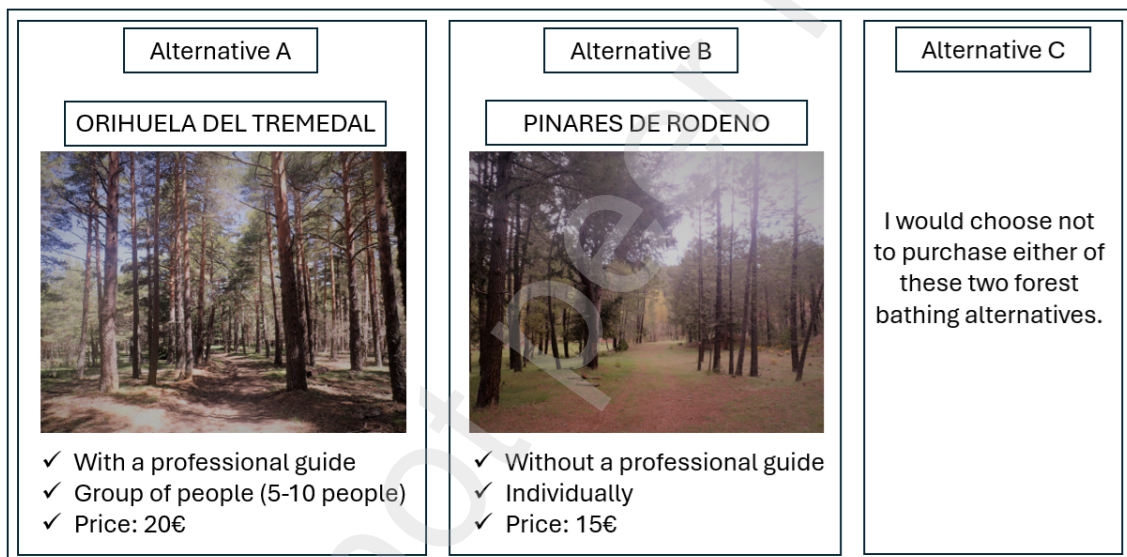 Alternative A
ORIHUELA DEL TREMEDAL
✓ With a professional guide
✓ Group of people (5-10 people)
✓ Price: 20€
Alternative B
PINARES DE RODENO
✓ Without a professional guide
✓ Individually
✓ Price: 15€
Alternative C
I would choose not
to purchase either of
these two forest
bathing alternatives.